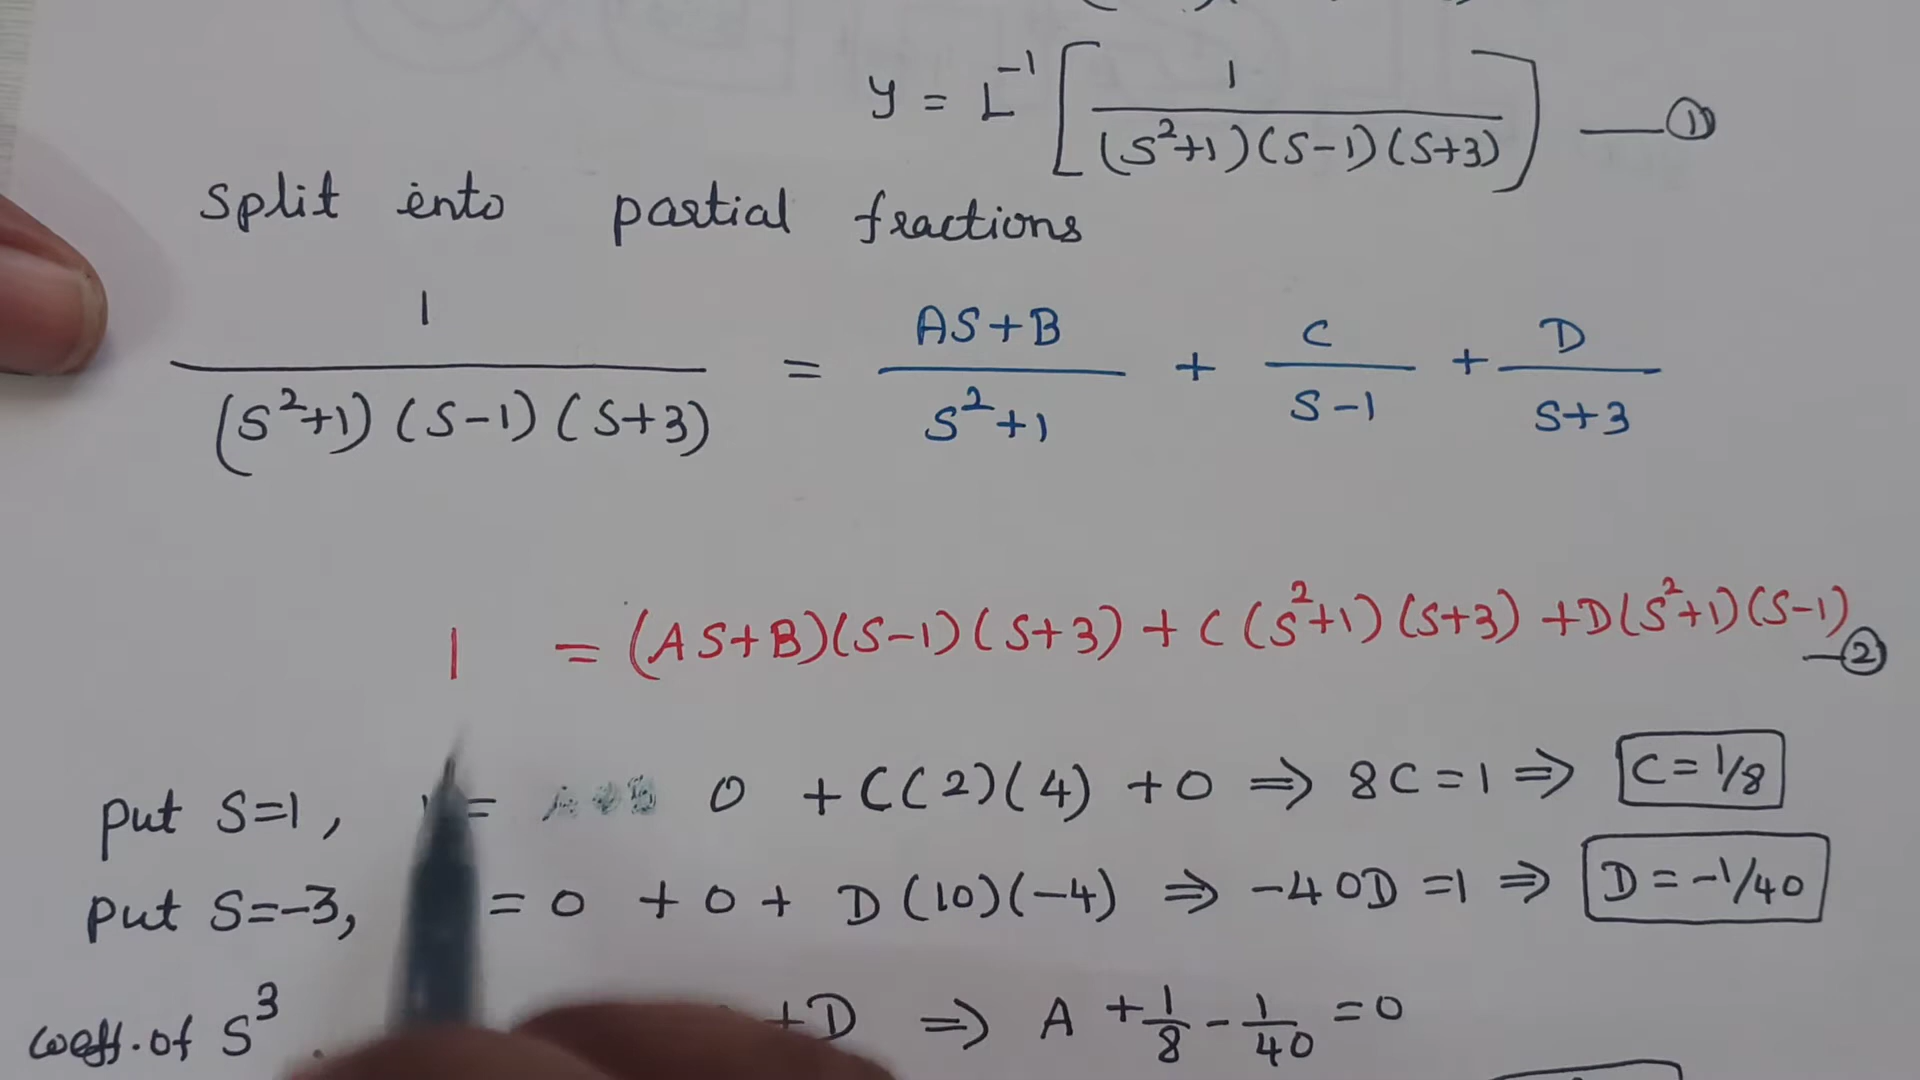 y = L⁻¹ [ 1 / (S²+1)(S-1)(S+3) ] —①
Split into partial fractions
1 / (S²+1)(S-1)(S+3) = AS+B / S²+1 + C / S-1 + D / S+3
1 = (AS+B)(S-1)(S+3) + C(S²+1)(S+3) + D(S²+1)(S-1) —②
put S=1, = 0 + C(2)(4) + 0 ⇒ 8C = 1 ⇒ C = 1/8
put S=-3, = 0 + 0 + D(10)(-4) ⇒ -40D = 1 ⇒ D = -1/40
coeff. of S³ +D ⇒ A + 1/8 - 1/40 = 0